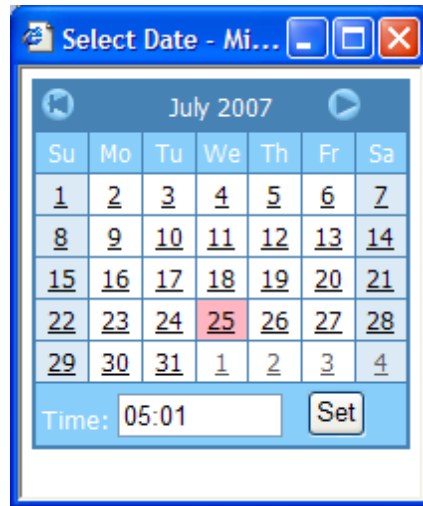 Select Date - Mi...
July 2007
Su Mo Tu We Th Fr Sa
1 2 3 4 5 6 7
8 9 10 11 12 13 14
15 16 17 18 19 20 21
22 23 24 25 26 27 28
29 30 31 1 2 3 4
Time: 05:01 Set